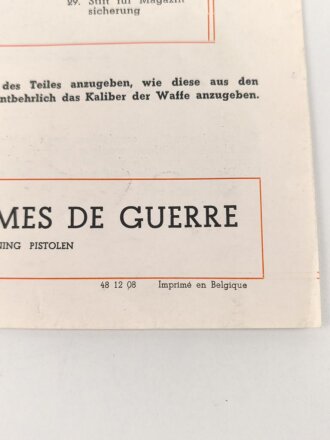 29. Stift für Magazin
sicherung
des Teiles anzugeben, wie diese aus den
ntbehrlich das Kaliber der Waffe anzugeben.
MES DE GUERRE
NING PISTOLEN
48 12 08 Imprimé en Belgique